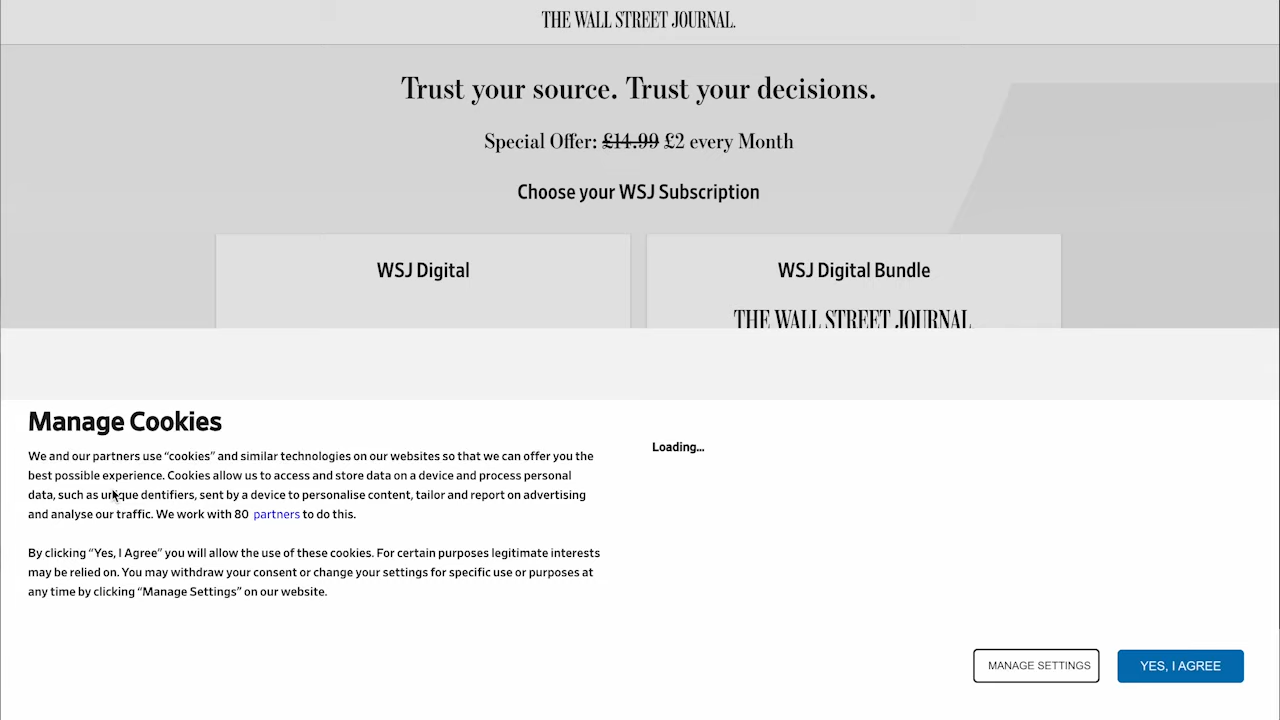 THE WALL STREET JOURNAL.
Trust your source. Trust your decisions.
Special Offer: £14.99 £2 every Month
Choose your WSJ Subscription
WSJ Digital
WSJ Digital Bundle
THE WALL STREET JOURNAL
Manage Cookies
We and our partners use “cookies” and similar technologies on our websites so that we can offer you the
best possible experience. Cookies allow us to access and store data on a device and process personal
data, such as unique dentifiers, sent by a device to personalise content, tailor and report on advertising
and analyse our traffic. We work with 80 partners to do this.
By clicking “Yes, I Agree” you will allow the use of these cookies. For certain purposes legitimate interests
may be relied on. You may withdraw your consent or change your settings for specific use or purposes at
any time by clicking “Manage Settings” on our website.
Loading...
MANAGE SETTINGS
YES, I AGREE